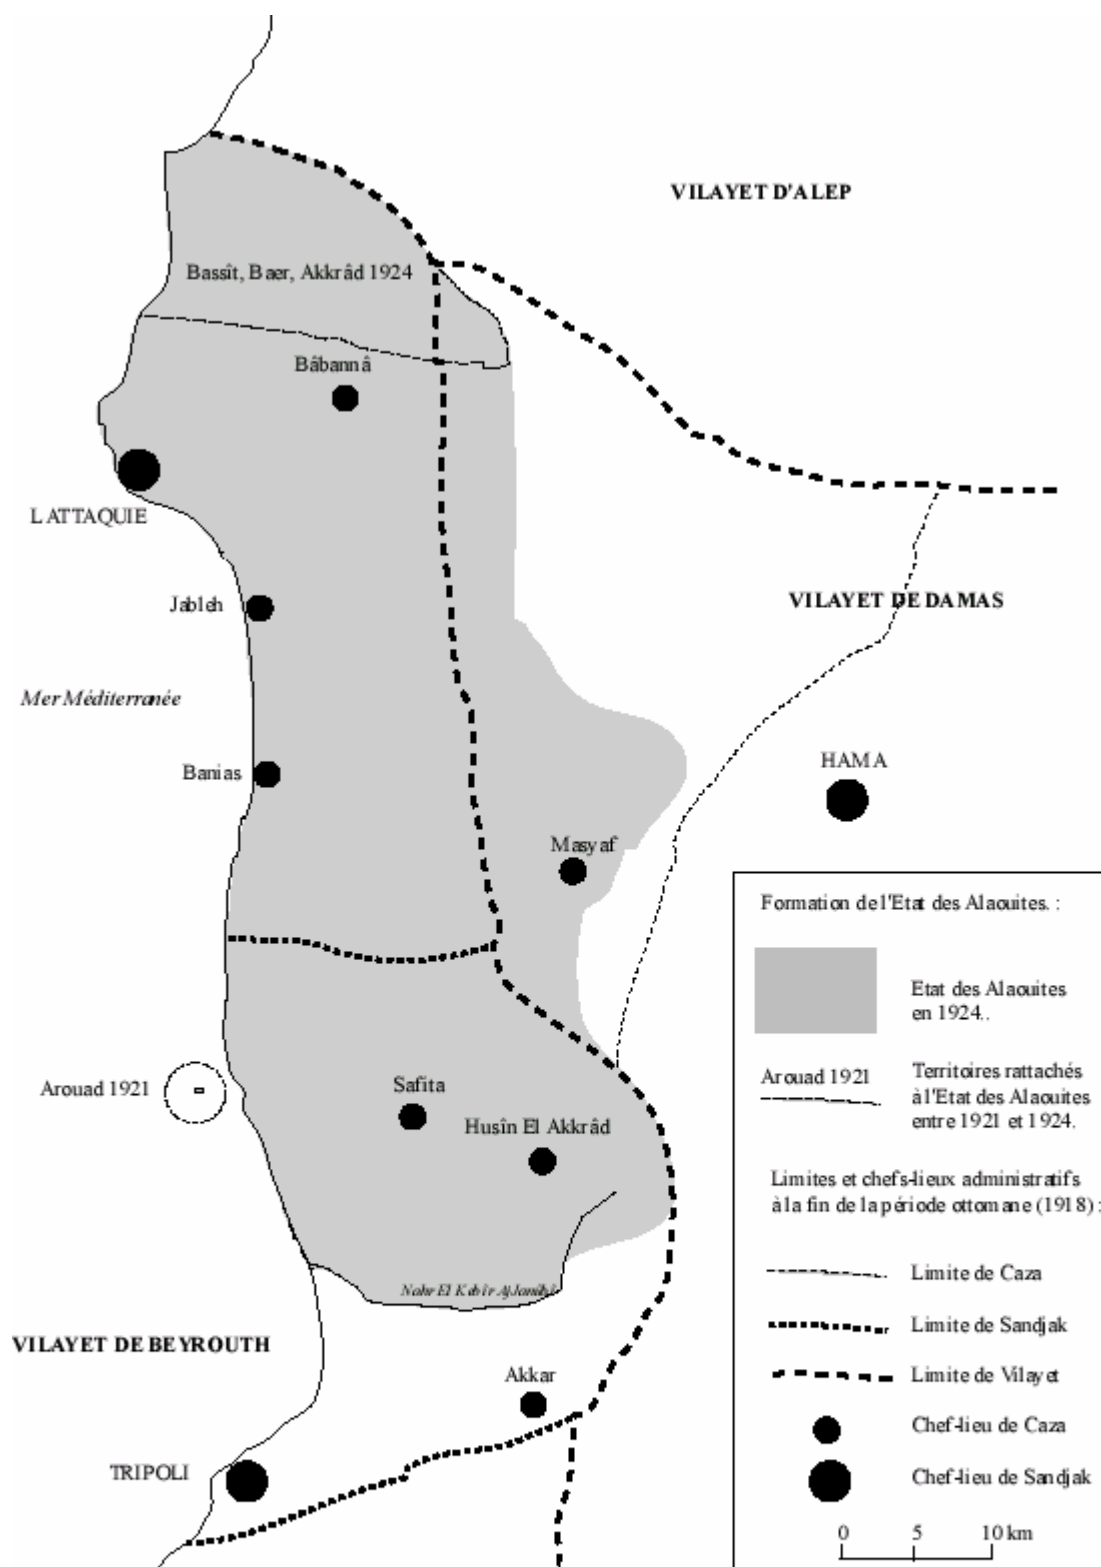 VILAYET D'ALEP
Bassît, Baer, Akkrâd 1924
Bâbannâ
LATTAQUIE
Jableh
VILAYET DE DAMAS
Mer Méditerranée
Banias
HAMA
Masyaf
Formation de l'Etat des Alaouites. :
Etat des Alaouites
en 1924..
Arouad 1921
Safita
Husîn El Akkrâd
Arouad 1921
Territoires rattachés
à l'Etat des Alaouites
entre 1921 et 1924.
Limites et chefs-lieux administratifs
à la fin de la période ottomane (1918) :
Nahr El Kebîr
Limite de Caza
Limite de Sandjak
VILAYET DE BEYROUTH
Limite de Vilayet
Akkar
Chef-lieu de Caza
TRIPOLI
Chef-lieu de Sandjak
0 5 10 km